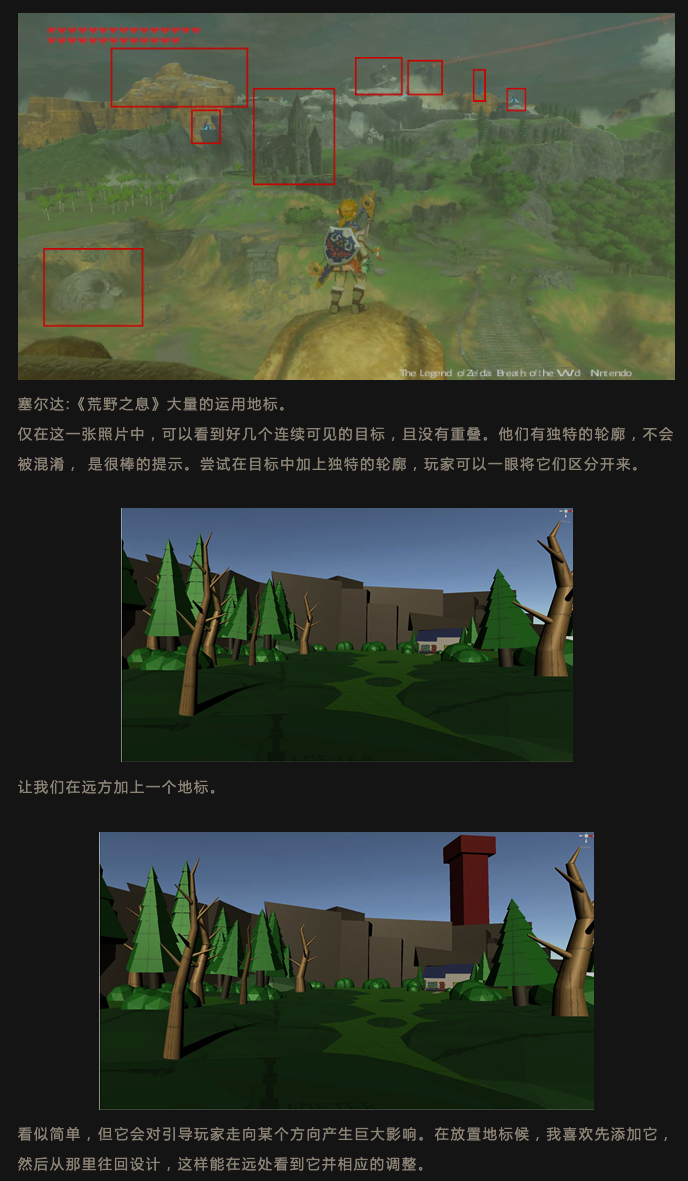 The Legend of Zelda: Breath of the Wild Nintendo
塞尔达:《荒野之息》大量的运用地标。
仅在这一张照片中，可以看到好几个连续可见的目标，且没有重叠。他们有独特的轮廓，不会
被混淆， 是很棒的提示。尝试在目标中加上独特的轮廓，玩家可以一眼将它们区分开来。
让我们在远方加上一个地标。
看似简单，但它会对引导玩家走向某个方向产生巨大影响。在放置地标候，我喜欢先添加它，
然后从那里往回设计，这样能在远处看到它并相应的调整。